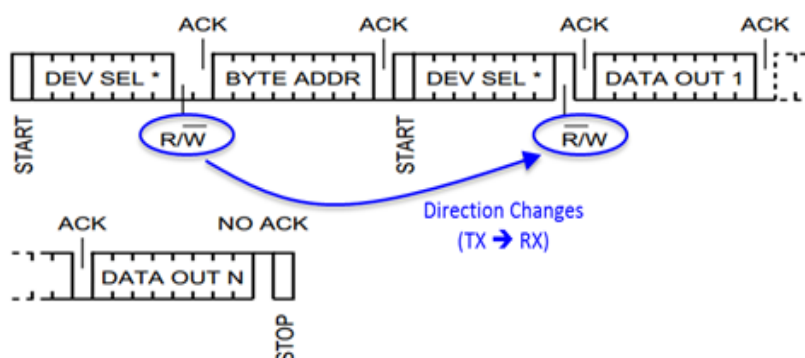 ACK ACK ACK ACK
DEV SEL * BYTE ADDR DEV SEL * DATA OUT 1
START R/W̅ START R̅/W
Direction Changes
(TX ➔ RX)
ACK NO ACK
DATA OUT N
STOP